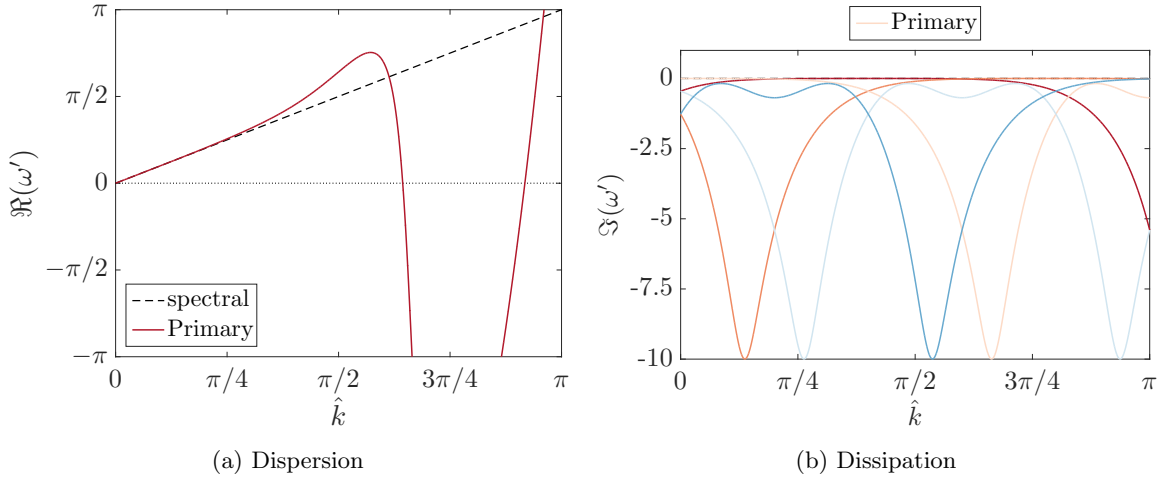 Primary
π
π/2
0
−π/2
−π
ℜ(ω′)
spectral
Primary
0
π/4
π/2
3π/4
π
k̂
(a) Dispersion
0
-2.5
-5
-7.5
-10
ℑ(ω′)
0
π/4
π/2
3π/4
π
k̂
(b) Dissipation